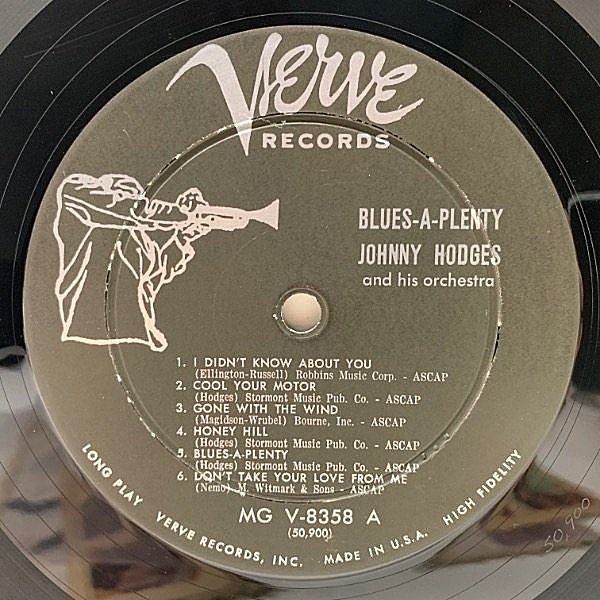 Verve
RECORDS
BLUES-A-PLENTY
JOHNNY HODGES
and his orchestra
1. I DIDN'T KNOW ABOUT YOU
(Ellington-Russell) Robbins Music Corp. - ASCAP
2. COOL YOUR MOTOR
(Hodges) Stormont Music Pub. Co. - ASCAP
3. GONE WITH THE WIND
(Magidson-Wrubel) Bourne, Inc. - ASCAP
4. HONEY HILL
(Hodges) Stormont Music Pub. Co. - ASCAP
5. BLUES-A-PLENTY
(Hodges) Stormont Music Pub. Co. - ASCAP
6. DON'T TAKE YOUR LOVE FROM ME
(Nemo) M. Witmark & Sons - ASCAP
MG V-8358 A
(50,900)
LONG PLAY VERVE RECORDS, INC. MADE IN U.S.A. HIGH FIDELITY
50,900